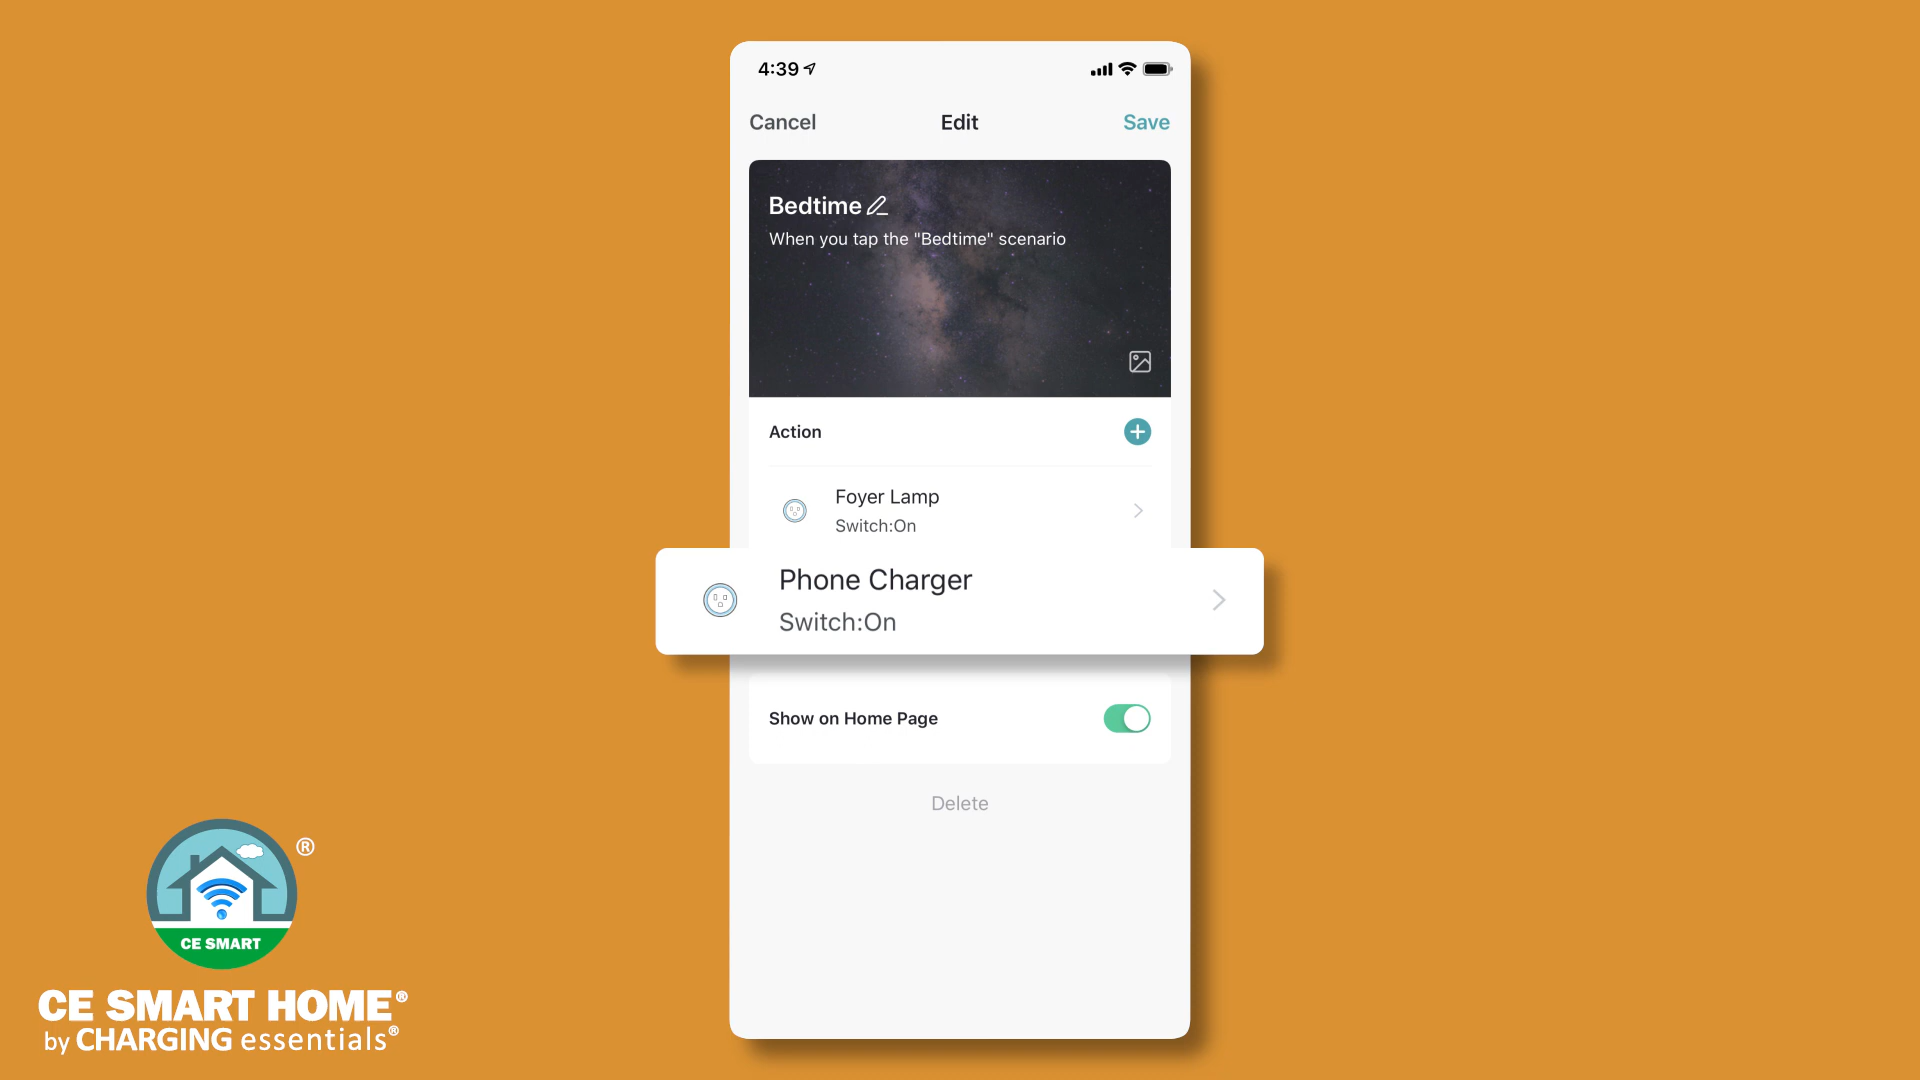 4:39
Cancel
Edit
Save
Bedtime
When you tap the "Bedtime" scenario
Action
Foyer Lamp
Switch:On
Phone Charger
Switch:On
Show on Home Page
Delete
®
CE SMART
CE SMART HOME®
by CHARGING essentials®